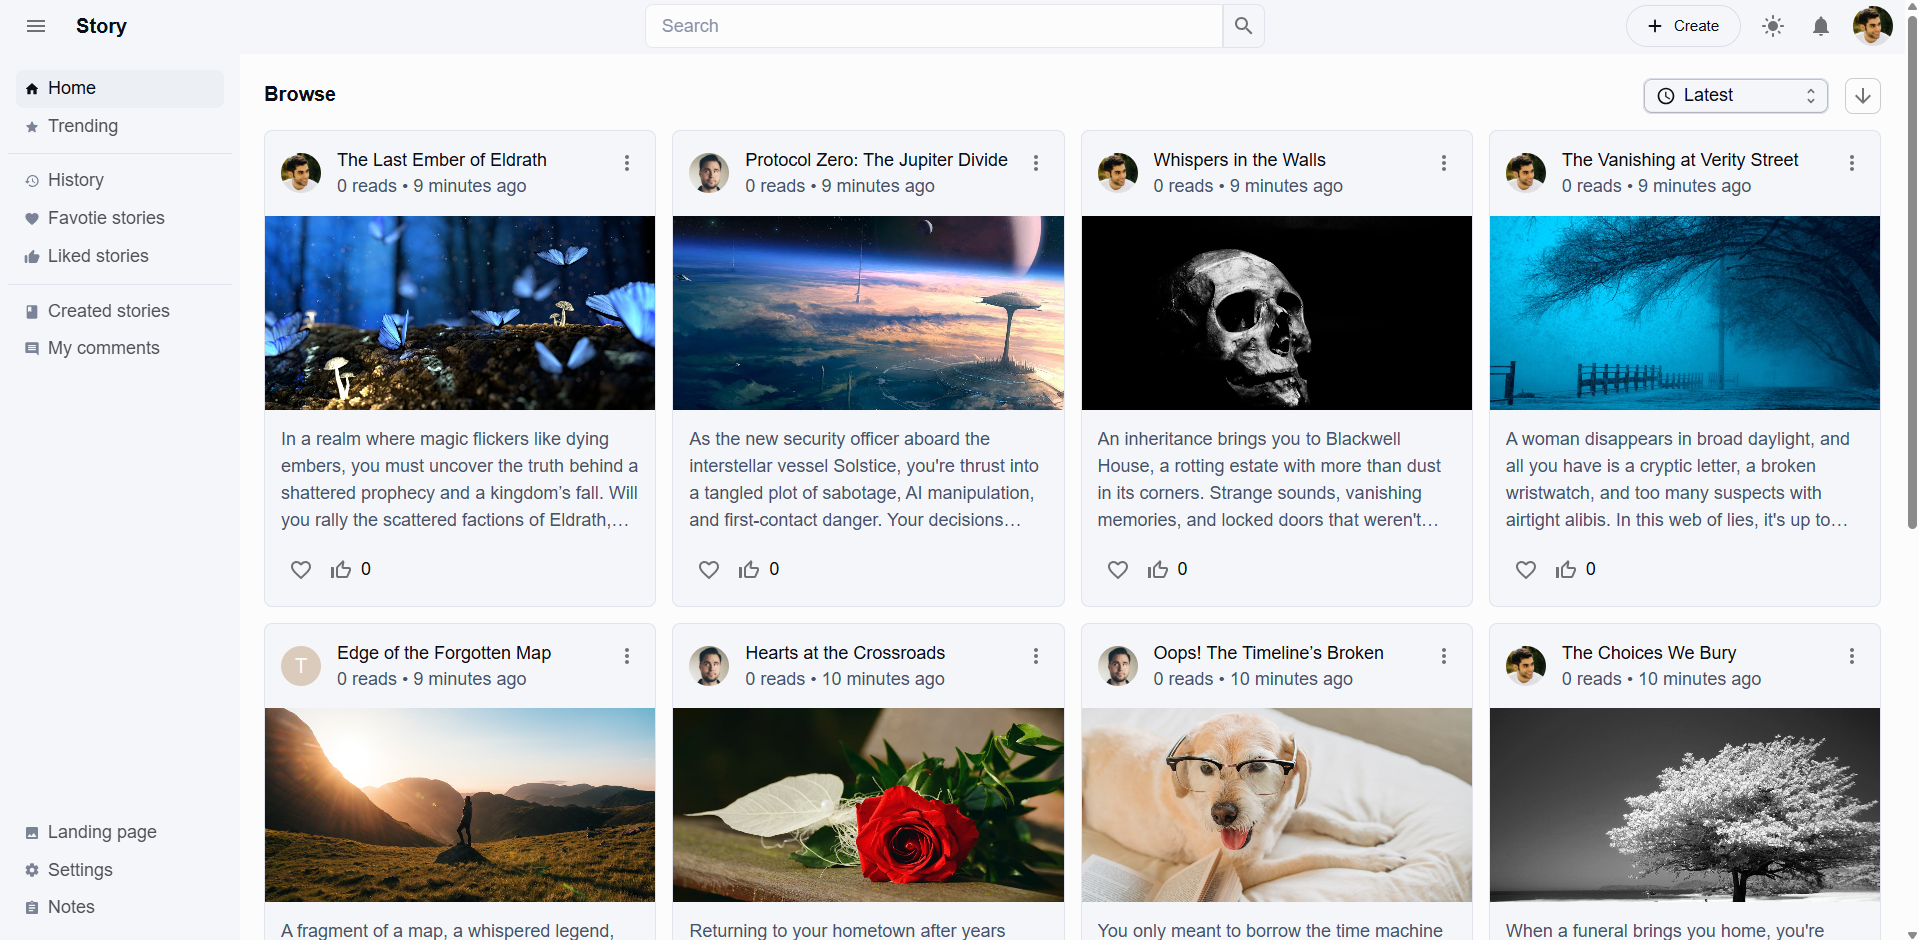 Story
Search
Create
Home
Trending
History
Favotie stories
Liked stories
Created stories
My comments
Landing page
Settings
Notes
Browse
Latest
The Last Ember of Eldrath
0 reads • 9 minutes ago
In a realm where magic flickers like dying
embers, you must uncover the truth behind a
shattered prophecy and a kingdom’s fall. Will
you rally the scattered factions of Eldrath,…
0
Protocol Zero: The Jupiter Divide
0 reads • 9 minutes ago
As the new security officer aboard the
interstellar vessel Solstice, you're thrust into
a tangled plot of sabotage, AI manipulation,
and first-contact danger. Your decisions…
0
Whispers in the Walls
0 reads • 9 minutes ago
An inheritance brings you to Blackwell
House, a rotting estate with more than dust
in its corners. Strange sounds, vanishing
memories, and locked doors that weren't…
0
The Vanishing at Verity Street
0 reads • 9 minutes ago
A woman disappears in broad daylight, and
all you have is a cryptic letter, a broken
wristwatch, and too many suspects with
airtight alibis. In this web of lies, it's up to…
0
T
Edge of the Forgotten Map
0 reads • 9 minutes ago
A fragment of a map, a whispered legend,
Hearts at the Crossroads
0 reads • 10 minutes ago
Returning to your hometown after years
Oops! The Timeline’s Broken
0 reads • 10 minutes ago
You only meant to borrow the time machine
The Choices We Bury
0 reads • 10 minutes ago
When a funeral brings you home, you're